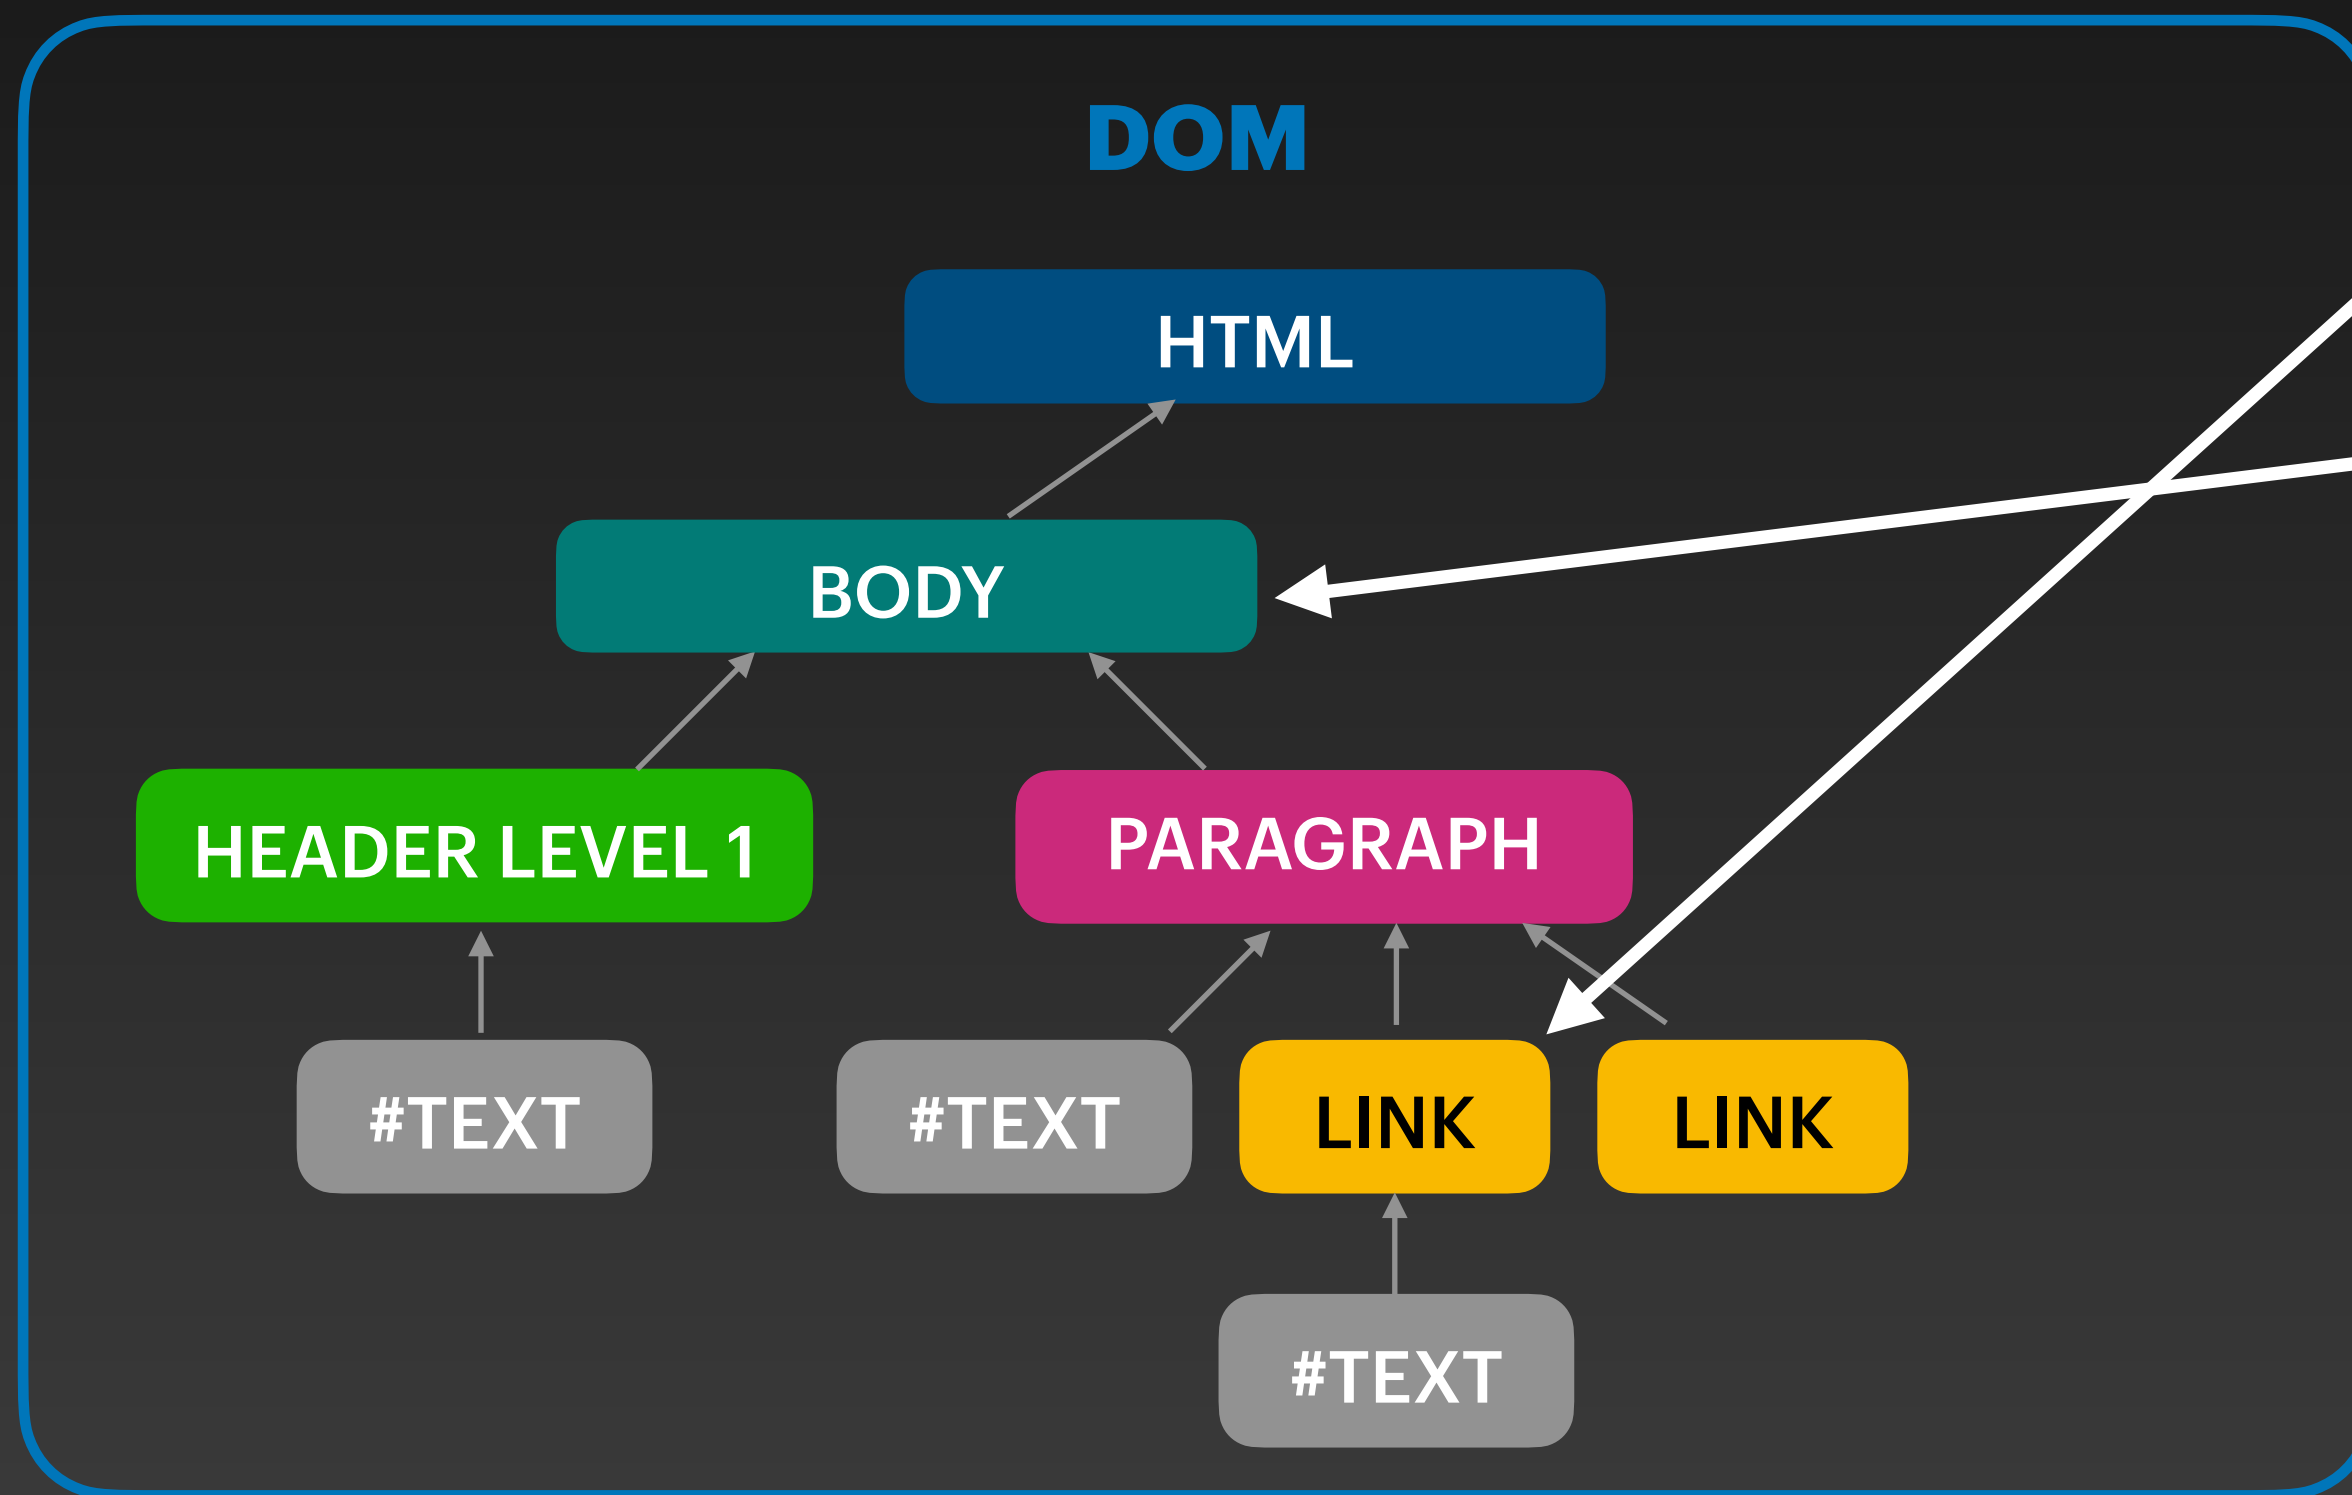 DOM
HTML
BODY
HEADER LEVEL 1
PARAGRAPH
#TEXT
#TEXT
LINK
LINK
#TEXT